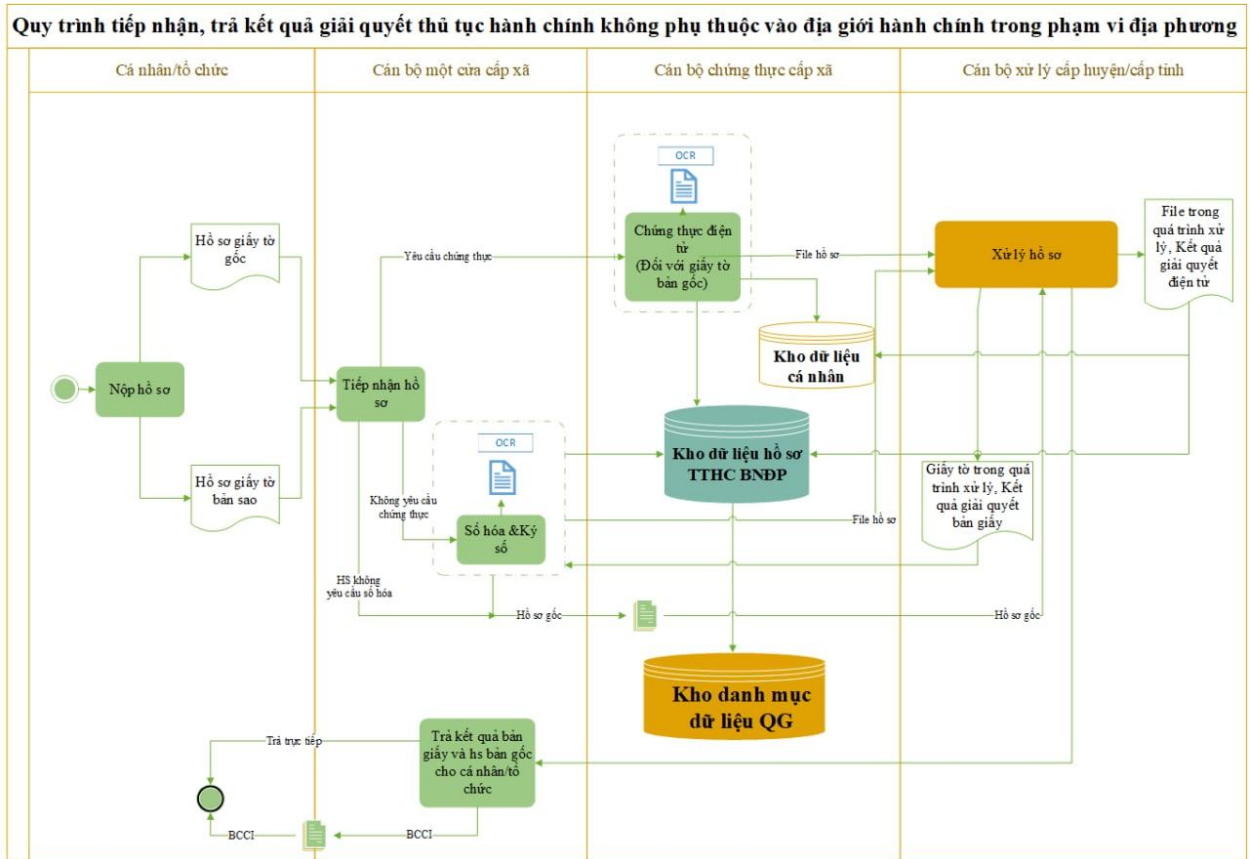 Quy trình tiếp nhận, trả kết quả giải quyết thủ tục hành chính không phụ thuộc vào địa giới hành chính trong phạm vi địa phương
Cá nhân/tổ chức
Cán bộ một cửa cấp xã
Cán bộ chứng thực cấp xã
Cán bộ xử lý cấp huyện/cấp tỉnh
OCR
Hồ sơ giấy tờ
gốc
Yêu cầu chứng thực
Chứng thực điện
tử
(Đối với giấy tờ
bản gốc)
File hồ sơ
Xử lý hồ sơ
File trong
quá trình xử
lý, Kết quả
giải quyết
điện tử
Kho dữ liệu
cá nhân
Nộp hồ sơ
Tiếp nhận hồ
sơ
OCR
Kho dữ liệu hồ sơ
TTHC BNĐP
Hồ sơ giấy tờ
bản sao
Không yêu cầu
chứng thực
Số hóa &Ký
số
File hồ sơ
Giấy tờ trong quá
trình xử lý, Kết
quả giải quyết
bản giấy
HS không
yêu cầu số hóa
Hồ sơ gốc
Hồ sơ gốc
Kho danh mục
dữ liệu QG
Trả trực tiếp
Trả kết quả bản
giấy và hs bản gốc
cho cá nhân/tổ
chức
BCCI
BCCI